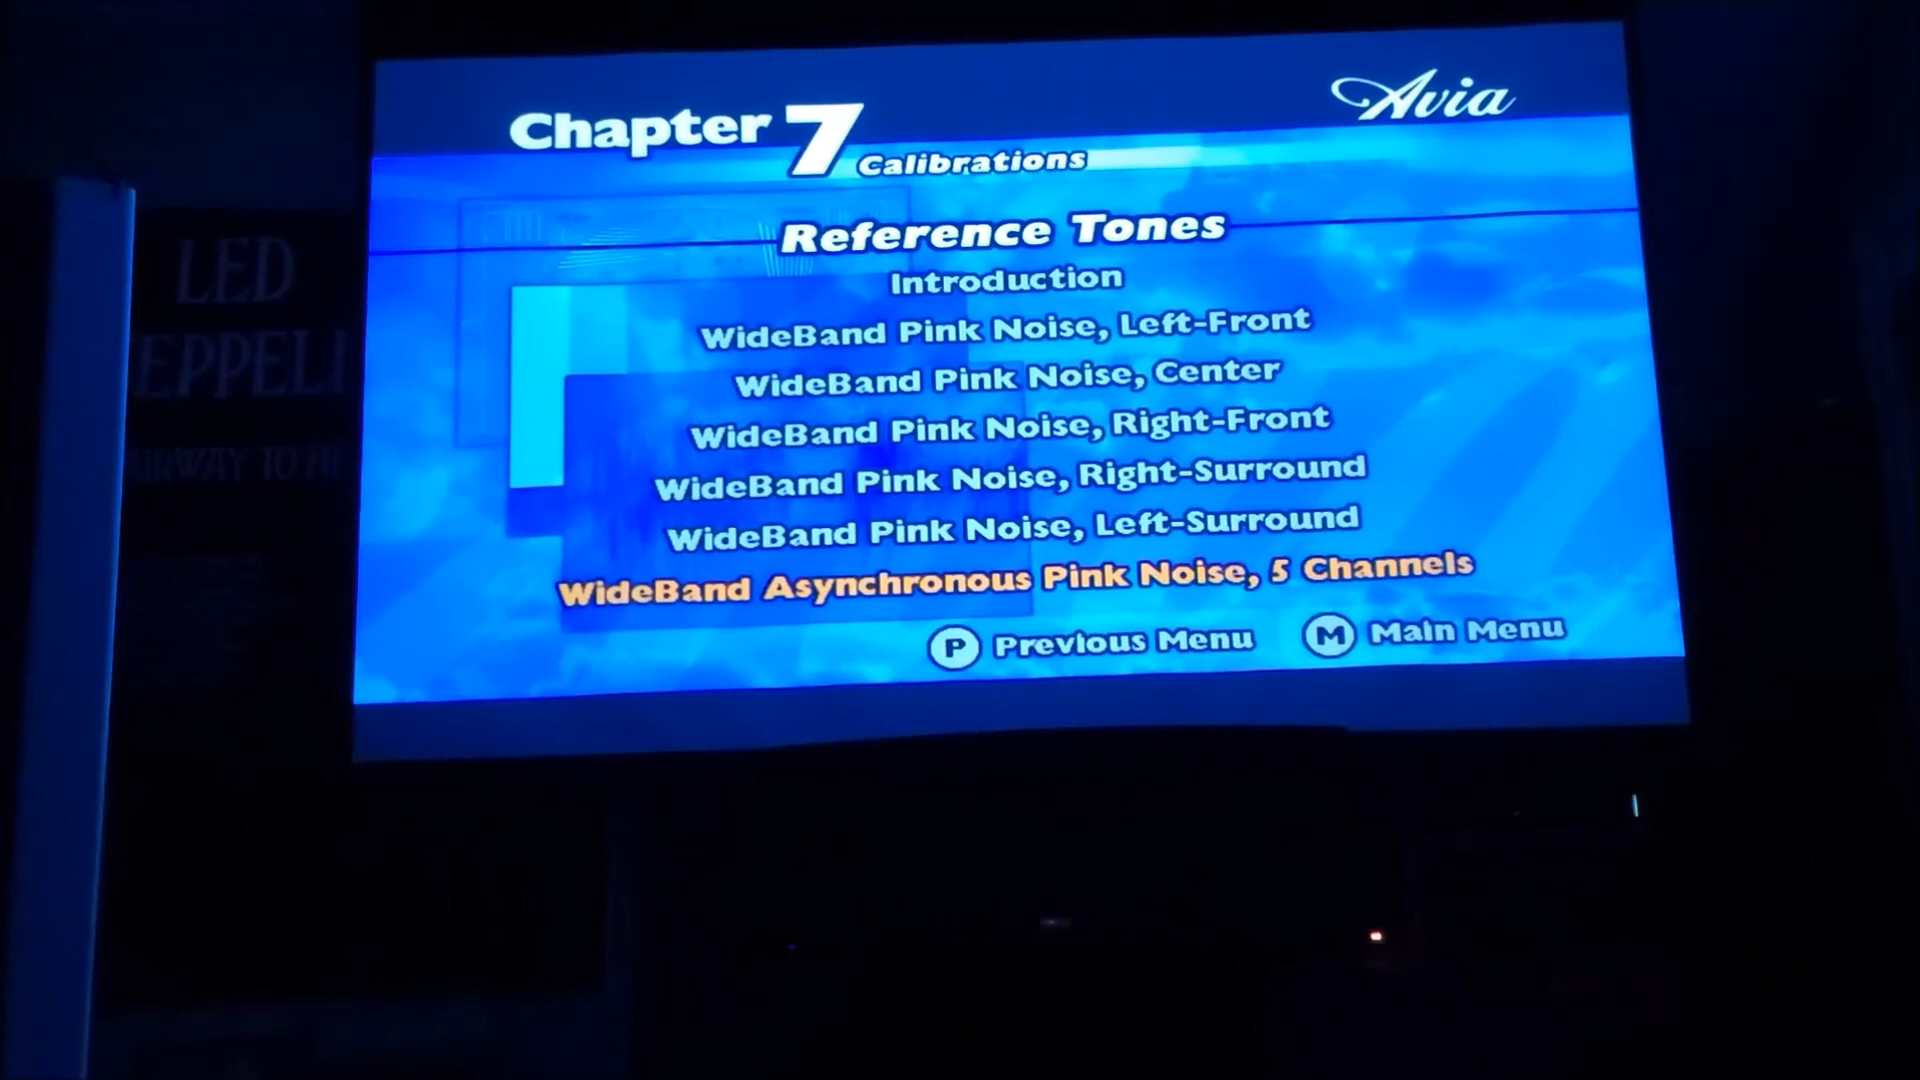 Avia
Chapter 7
Calibrations
Reference Tones
Introduction
WideBand Pink Noise, Left-Front
WideBand Pink Noise, Center
WideBand Pink Noise, Right-Front
WideBand Pink Noise, Right-Surround
WideBand Pink Noise, Left-Surround
WideBand Asynchronous Pink Noise, 5 Channels
P Previous Menu
M Main Menu
LED
EPPELI